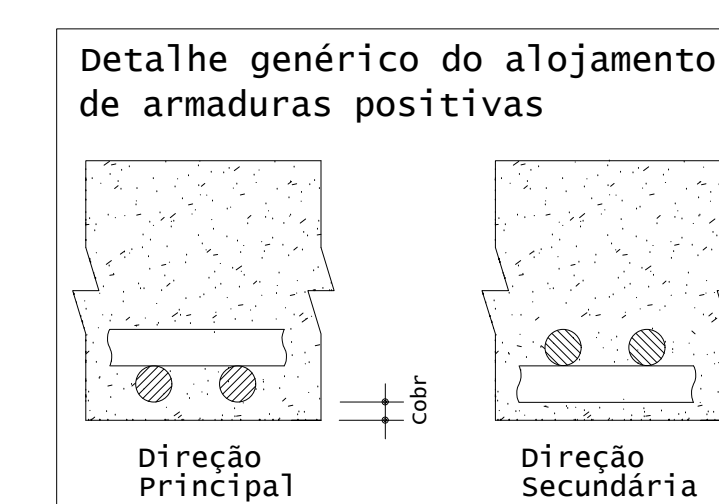 Detalhe genérico do alojamento
de armaduras positivas
cobr
Direção
Principal
Direção
Secundária